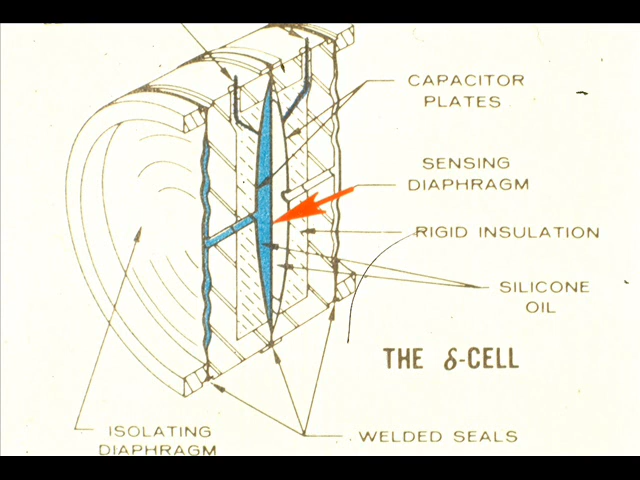 CAPACITOR
PLATES
SENSING
DIAPHRAGM
RIGID INSULATION
SILICONE
OIL
THE δ-CELL
ISOLATING
DIAPHRAGM
WELDED SEALS